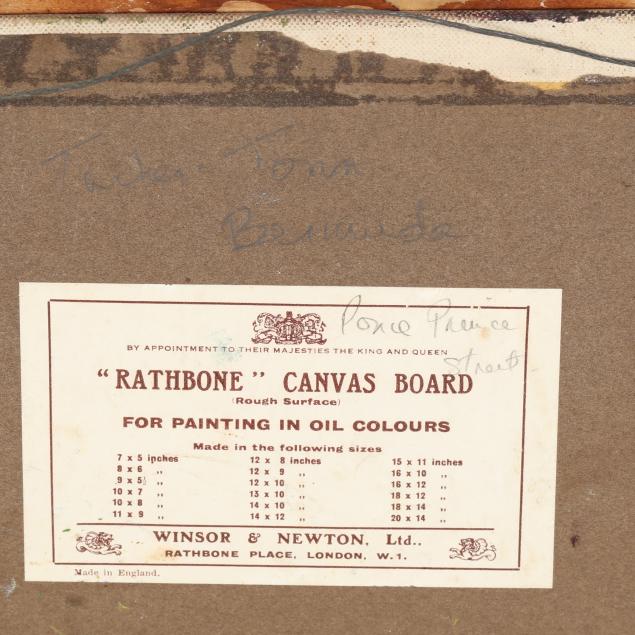 Tucker - Town
Bermuda
Prince
Street
BY APPOINTMENT TO THEIR MAJESTIES THE KING AND QUEEN
"RATHBONE" CANVAS BOARD
(Rough Surface)
FOR PAINTING IN OIL COLOURS
Made in the following sizes
7 x 5 inches 12 x 8 inches 15 x 11 inches
8 x 6 ,, 12 x 9 ,, 16 x 10 ,,
9 x 5 ,, 12 x 10 ,, 16 x 12 ,,
10 x 7 ,, 13 x 10 ,, 18 x 12 ,,
10 x 8 ,, 14 x 10 ,, 18 x 14 ,,
11 x 9 ,, 14 x 12 ,, 20 x 14 ,,
WINSOR & NEWTON, Ltd..
RATHBONE PLACE, LONDON, W.1.
Made in England.